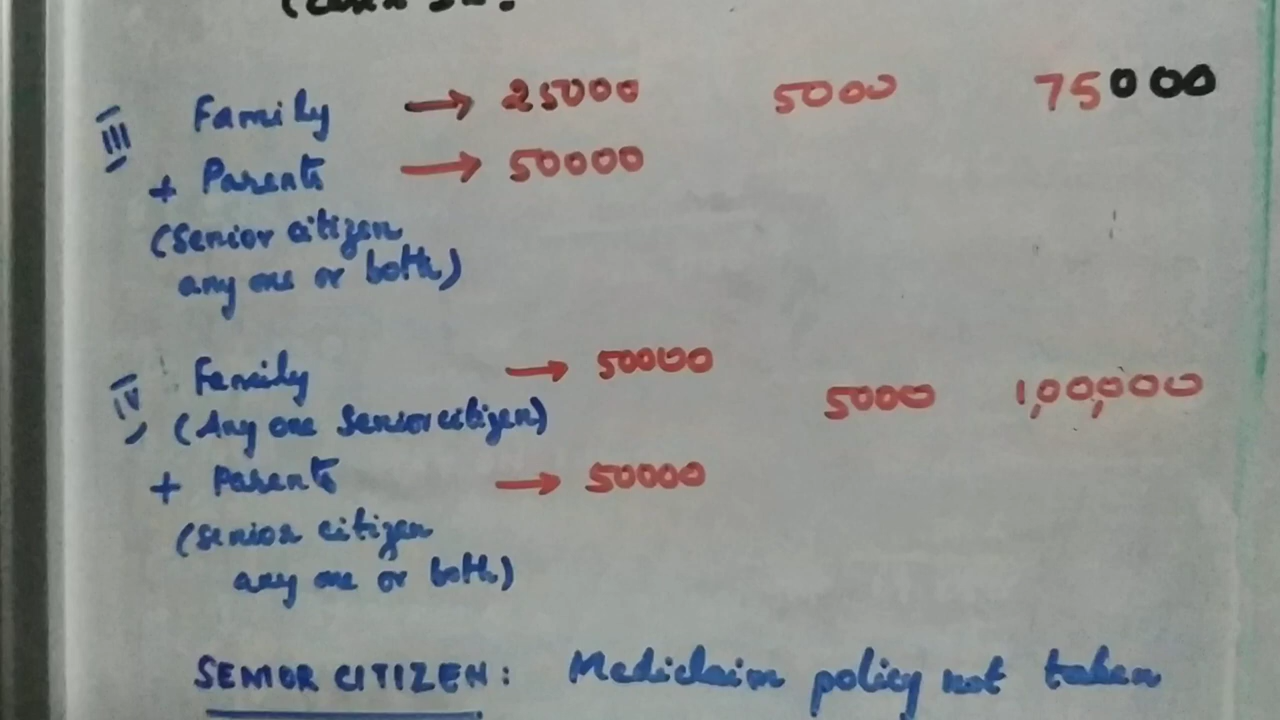 III Family → 25000 5000 75000
+ Parents → 50000
(Senior citizen
any one or both)
IV Family → 50000
(Any one Senior citizen) 5000 1,00,000
+ Parents → 50000
(Senior citizen
any one or both)
SENIOR CITIZEN: Mediclaim policy not taken